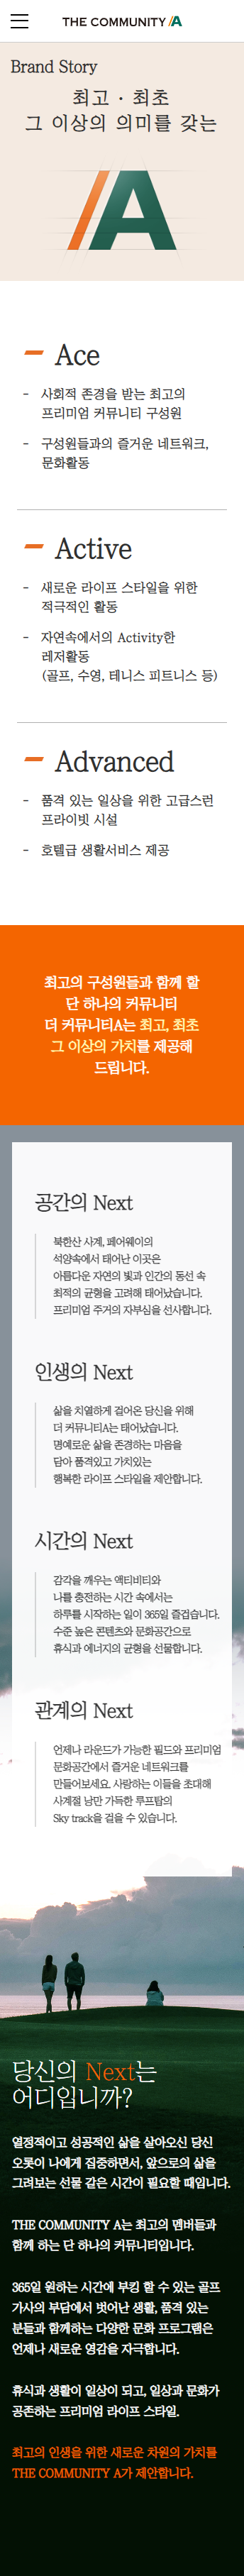 THE COMMUNITY /A
Brand Story
최고 · 최초
그 이상의 의미를 갖는
/A
Ace
- 사회적 존경을 받는 최고의
프리미엄 커뮤니티 구성원
- 구성원들과의 즐거운 네트워크,
문화활동
Active
- 새로운 라이프 스타일을 위한
적극적인 활동
- 자연속에서의 Activity한
레저활동
(골프, 수영, 테니스 피트니스 등)
Advanced
- 품격 있는 일상을 위한 고급스런
프라이빗 시설
- 호텔급 생활서비스 제공
최고의 구성원들과 함께 할
단 하나의 커뮤니티
더 커뮤니티A는 최고, 최초
그 이상의 가치를 제공해
드립니다.
공간의 Next
북한산 사계, 페어웨이의
석양속에서 태어난 이곳은
아름다운 자연의 빛과 인간의 동선 속
최적의 균형을 고려해 태어났습니다.
프리미엄 주거의 자부심을 선사합니다.
인생의 Next
삶을 치열하게 걸어온 당신을 위해
더 커뮤니티A는 태어났습니다.
명예로운 삶을 존경하는 마음을
담아 품격있고 가치있는
행복한 라이프 스타일을 제안합니다.
시간의 Next
감각을 깨우는 액티비티와
나를 충전하는 시간 속에서는
하루를 시작하는 일이 365일 즐겁습니다.
수준 높은 콘텐츠와 문화공간으로
휴식과 에너지의 균형을 선물합니다.
관계의 Next
언제나 라운드가 가능한 필드와 프리미엄
문화공간에서 즐거운 네트워크를
만들어보세요. 사랑하는 이들을 초대해
사계절 낭만 가득한 루프탑의
Sky track을 걸을 수 있습니다.
당신의 Next는
어디입니까?
열정적이고 성공적인 삶을 살아오신 당신
오롯이 나에게 집중하면서, 앞으로의 삶을
그려보는 선물 같은 시간이 필요할 때입니다.
THE COMMUNITY A는 최고의 멤버들과
함께 하는 단 하나의 커뮤니티입니다.
365일 원하는 시간에 부킹 할 수 있는 골프
가사의 부담에서 벗어난 생활, 품격 있는
분들과 함께하는 다양한 문화 프로그램은
언제나 새로운 영감을 자극합니다.
휴식과 생활이 일상이 되고, 일상과 문화가
공존하는 프리미엄 라이프 스타일.
최고의 인생을 위한 새로운 차원의 가치를
THE COMMUNITY A가 제안합니다.